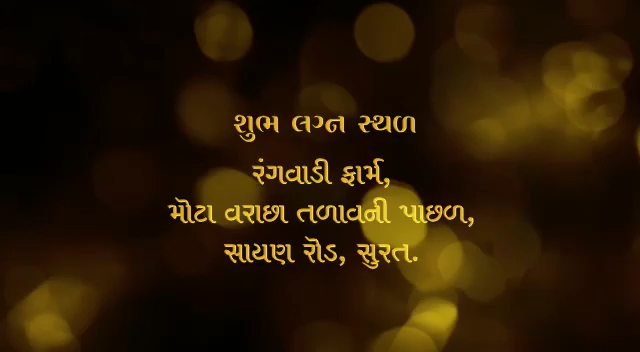 શુભ લગ્ન સ્થળ
રંગવાડી ફાર્મ,
મોટા વરાછા તળાવની પાછળ,
સાયણ રોડ, સુરત.